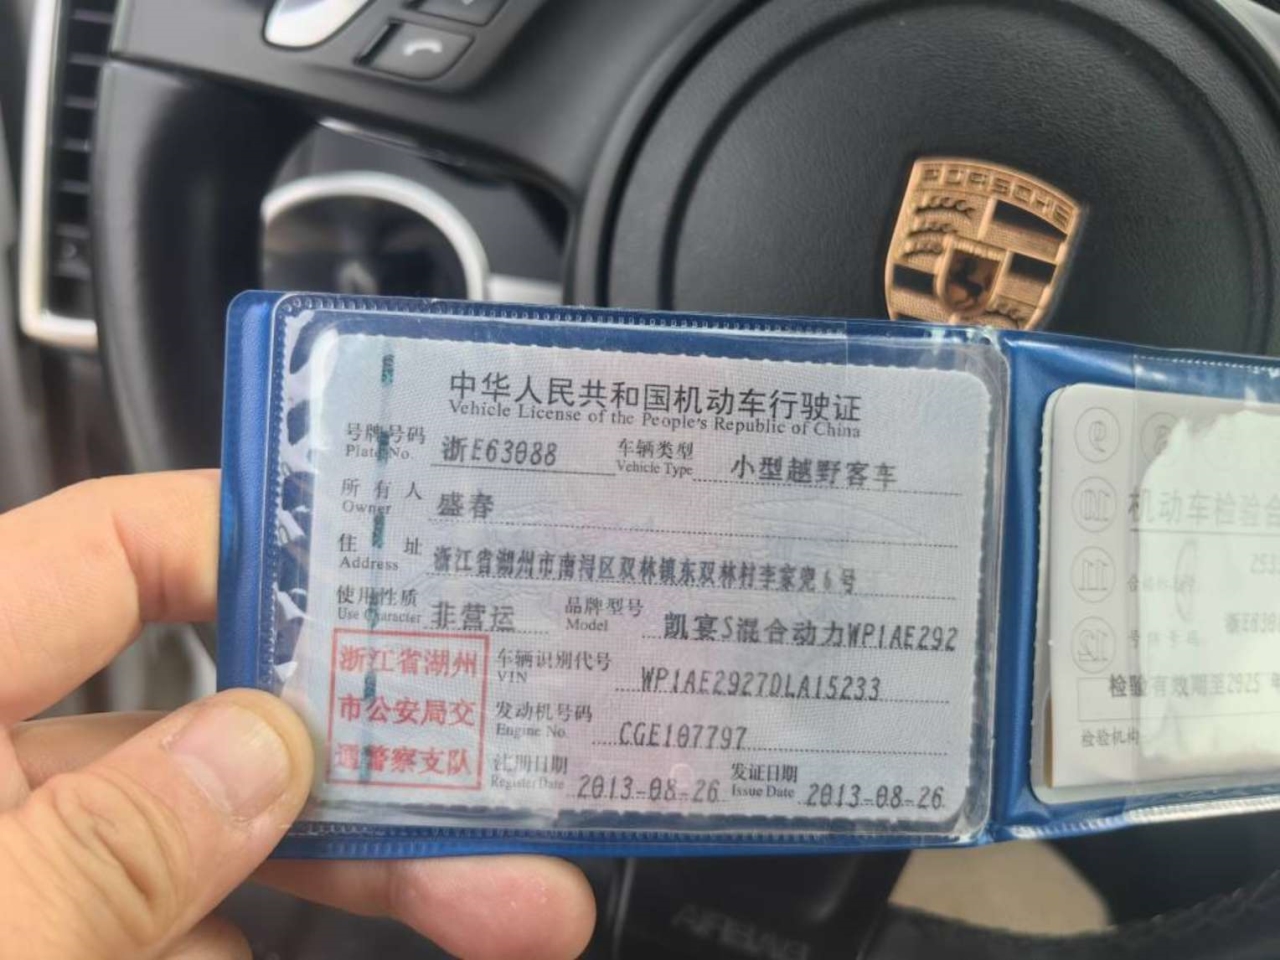 PORSCHE
中华人民共和国机动车行驶证
Vehicle License of the People's Republic of China
号牌号码 浙E63088 车辆类型 小型越野客车
Plate No. Vehicle Type
所有人 盛春
Owner
住址 浙江省湖州市南浔区双林镇东双林村李家兜6号
Address
使用性质 非营运 品牌型号 凯宴S混合动力WP1AE292
Use Character Model
浙江省湖州
市公安局交
通警察支队
车辆识别代号 WP1AE2927DLA15233
VIN
发动机号码 CGE107797
Engine No.
注册日期 2013-08-26 发证日期 2013-08-26
Register Date Issue Date
9
10
11
12
机动车检验合
检验有效期至2025
检验机构
AIRBAG